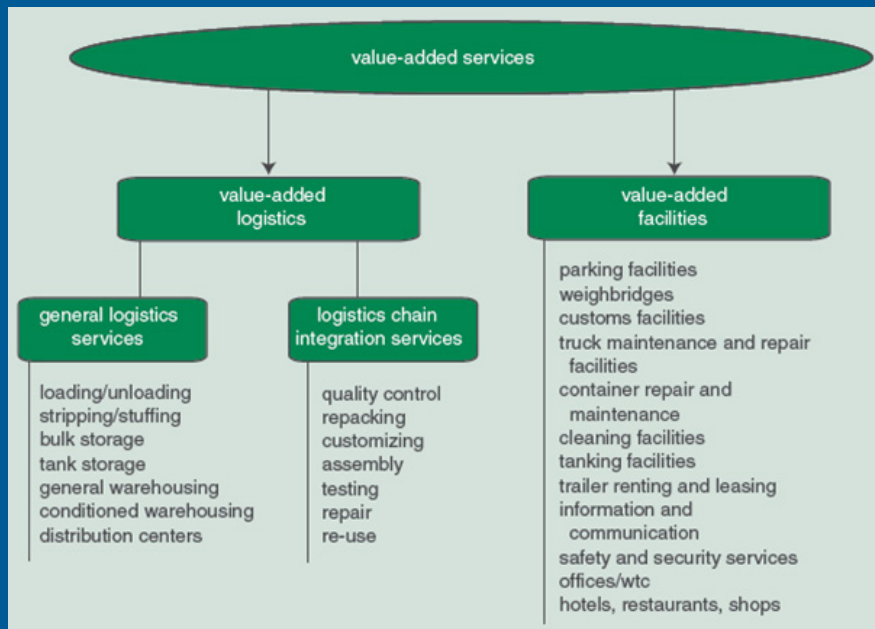 value-added services
value-added
logistics
value-added
facilities
general logistics
services
logistics chain
integration services
loading/unloading
stripping/stuffing
bulk storage
tank storage
general warehousing
conditioned warehousing
distribution centers
quality control
repacking
customizing
assembly
testing
repair
re-use
parking facilities
weighbridges
customs facilities
truck maintenance and repair
facilities
container repair and
maintenance
cleaning facilities
tanking facilities
trailer renting and leasing
information and
communication
safety and security services
offices/wtc
hotels, restaurants, shops